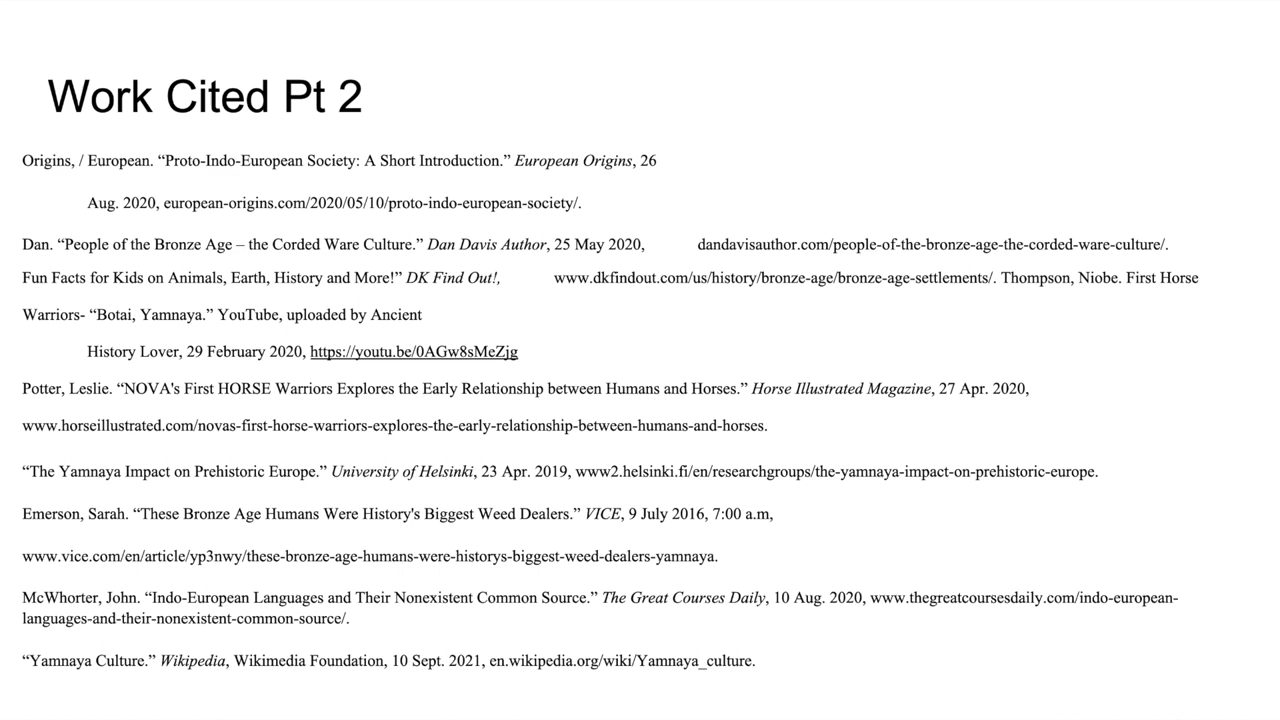 Work Cited Pt 2
Origins, / European. “Proto-Indo-European Society: A Short Introduction.” European Origins, 26
Aug. 2020, european-origins.com/2020/05/10/proto-indo-european-society/.
Dan. “People of the Bronze Age – the Corded Ware Culture.” Dan Davis Author, 25 May 2020, dandavisauthor.com/people-of-the-bronze-age-the-corded-ware-culture/.
Fun Facts for Kids on Animals, Earth, History and More!” DK Find Out!, www.dkfindout.com/us/history/bronze-age/bronze-age-settlements/. Thompson, Niobe. First Horse
Warriors- “Botai, Yamnaya.” YouTube, uploaded by Ancient
History Lover, 29 February 2020, https://youtu.be/0AGw8sMeZjg
Potter, Leslie. “NOVA's First HORSE Warriors Explores the Early Relationship between Humans and Horses.” Horse Illustrated Magazine, 27 Apr. 2020,
www.horseillustrated.com/novas-first-horse-warriors-explores-the-early-relationship-between-humans-and-horses.
“The Yamnaya Impact on Prehistoric Europe.” University of Helsinki, 23 Apr. 2019, www2.helsinki.fi/en/researchgroups/the-yamnaya-impact-on-prehistoric-europe.
Emerson, Sarah. “These Bronze Age Humans Were History's Biggest Weed Dealers.” VICE, 9 July 2016, 7:00 a.m,
www.vice.com/en/article/yp3nwy/these-bronze-age-humans-were-historys-biggest-weed-dealers-yamnaya.
McWhorter, John. “Indo-European Languages and Their Nonexistent Common Source.” The Great Courses Daily, 10 Aug. 2020, www.thegreatcoursesdaily.com/indo-european-
languages-and-their-nonexistent-common-source/.
“Yamnaya Culture.” Wikipedia, Wikimedia Foundation, 10 Sept. 2021, en.wikipedia.org/wiki/Yamnaya_culture.